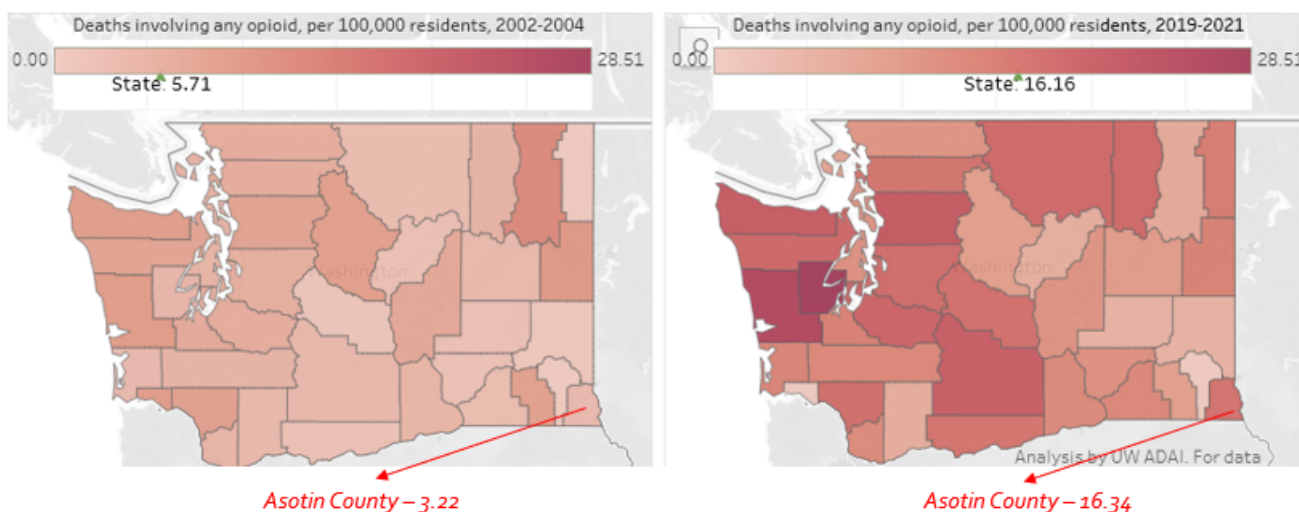 Deaths involving any opioid, per 100,000 residents, 2002-2004
0.00
28.51
State: 5.71
Washington
Asotin County – 3.22
Deaths involving any opioid, per 100,000 residents, 2019-2021
0.00
28.51
State: 16.16
Washington
Analysis by UW ADAI. For data
Asotin County – 16.34